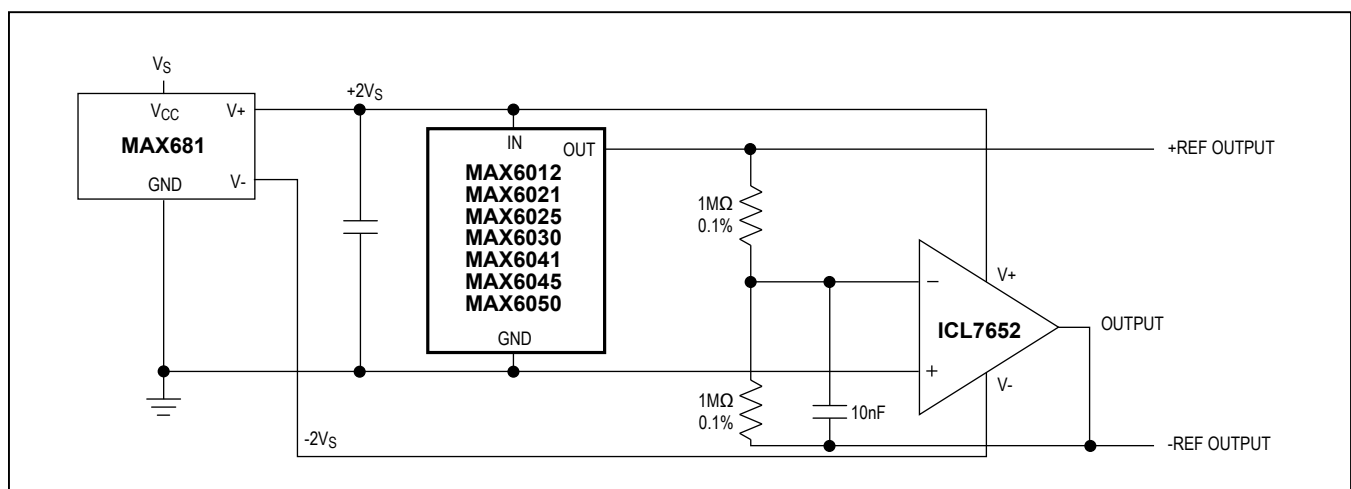 VS
+2VS
VCC
V+
MAX681
GND
V-
IN
OUT
MAX6012
MAX6021
MAX6025
MAX6030
MAX6041
MAX6045
MAX6050
GND
+REF OUTPUT
1MΩ
0.1%
−
V+
ICL7652
OUTPUT
+
V-
1MΩ
0.1%
10nF
-2VS
-REF OUTPUT